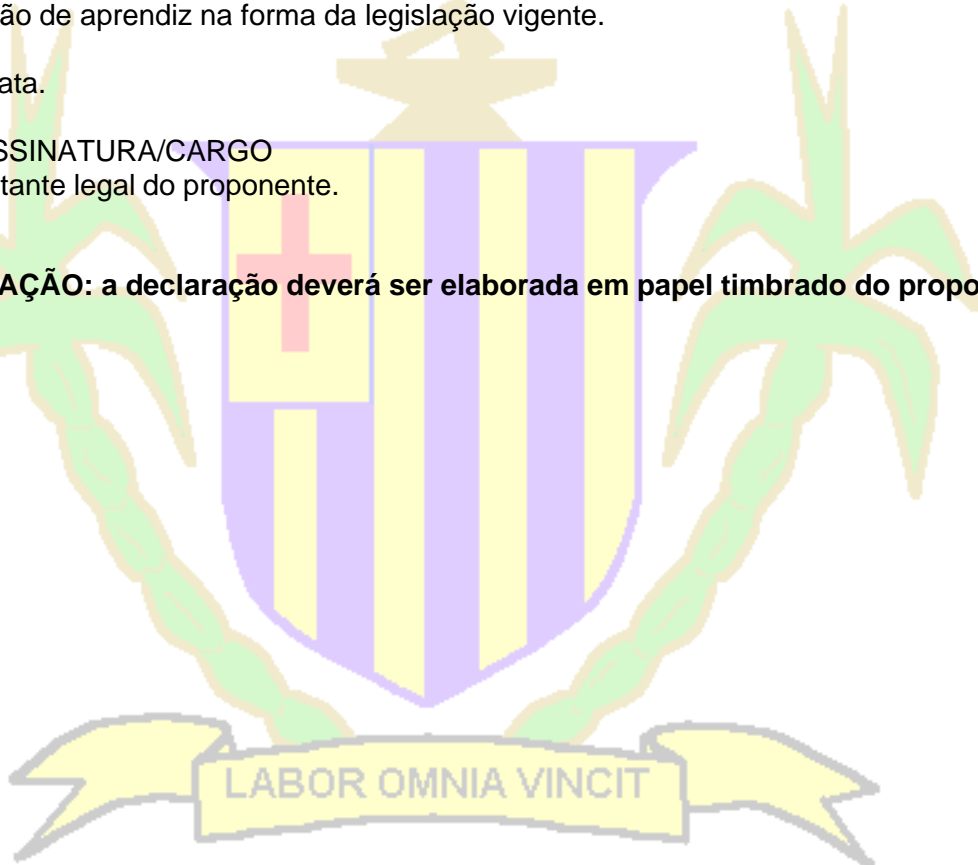 ão de aprendiz na forma da legislação vigente.
ata.
SSINATURA/CARGO
tante legal do proponente.
AÇÃO: a declaração deverá ser elaborada em papel timbrado do propo
LABOR OMNIA VINCIT